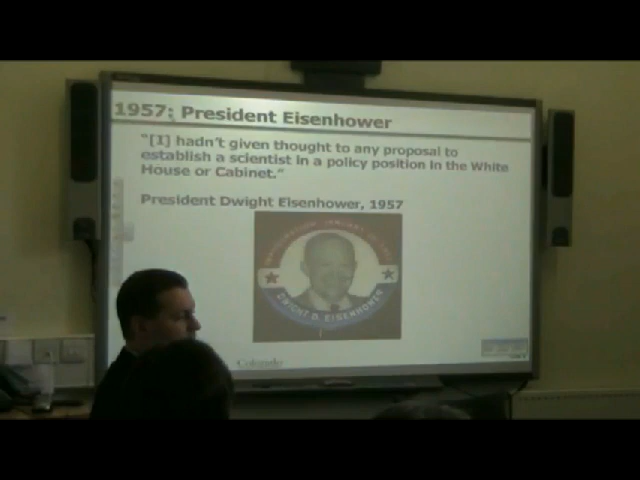 1957: President Eisenhower
"[I] hadn't given thought to any proposal to
establish a scientist in a policy position in the White
House or Cabinet."
President Dwight Eisenhower, 1957
DWIGHT D. EISENHOWER
Colorado